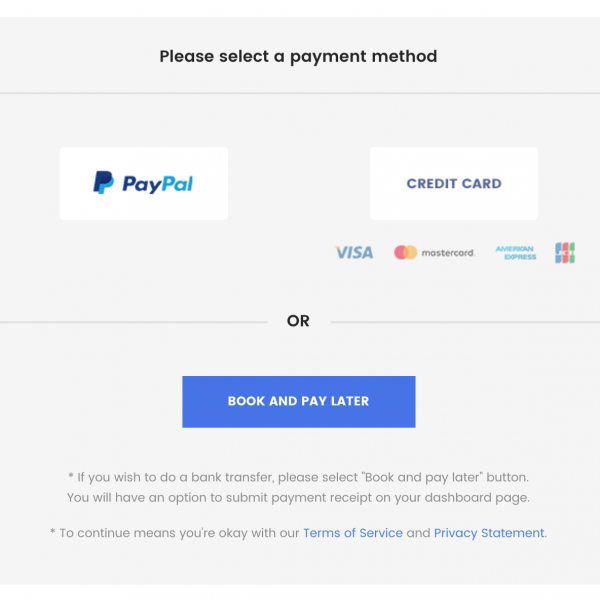 Please select a payment method
PayPal
CREDIT CARD
VISA
mastercard.
AMERICAN
EXPRESS
JCB
OR
BOOK AND PAY LATER
* If you wish to do a bank transfer, please select "Book and pay later" button.
You will have an option to submit payment receipt on your dashboard page.
* To continue means you're okay with our Terms of Service and Privacy Statement.